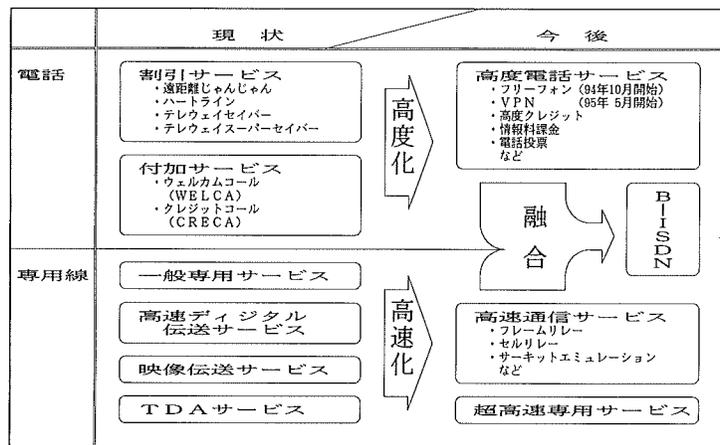 現状
今後
電話
割引サービス
・遠距離じゃんじゃん
・ハートライン
・テレウェイセイバー
・テレウェイスーパーセイバー
付加サービス
・ウェルカムコール
(WELCA)
・クレジットコール
(CRECA)
高度化
高度電話サービス
・フリーフォン (94年10月開始)
・VPN (95年 5月開始)
・高度クレジット
・情報料課金
・電話投票
など
融合
B-ISDN
専用線
一般専用サービス
高速ディジタル
伝送サービス
映像伝送サービス
TDAサービス
高速化
高速通信サービス
・フレームリレー
・セルリレー
・サーキットエミュレーション
など
超高速専用サービス